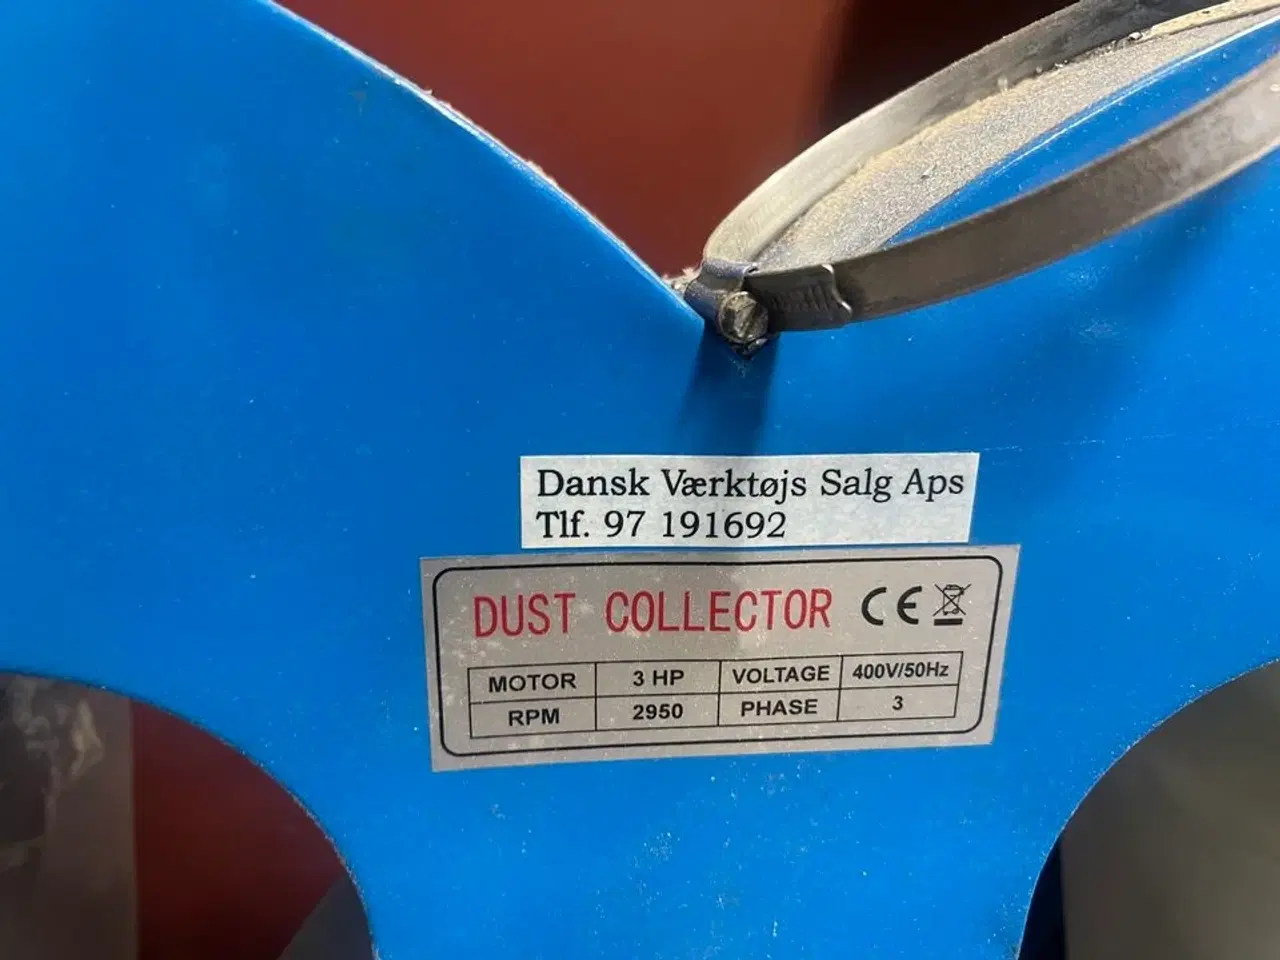 Dansk Værktøjs Salg Aps
Tlf. 97 191692
DUST COLLECTOR CE
MOTOR 3 HP VOLTAGE 400V/50Hz
RPM 2950 PHASE 3